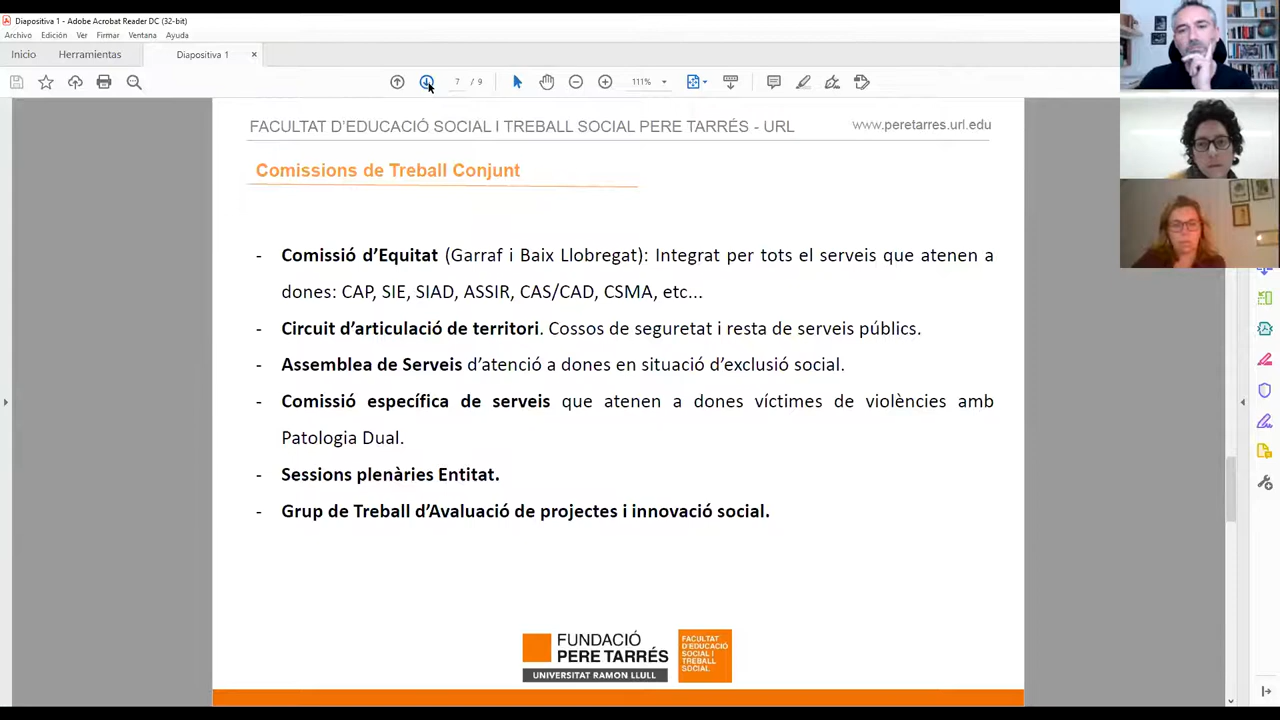 Diapositiva 1 - Adobe Acrobat Reader DC (32-bit)
Archivo Edición Ver Firmar Ventana Ayuda
Inicio Herramientas Diapositiva 1 ×
7 / 9 111%
FACULTAT D'EDUCACIÓ SOCIAL I TREBALL SOCIAL PERE TARRÉS - URL www.peretarres.url.edu
Comissions de Treball Conjunt
- Comissió d'Equitat (Garraf i Baix Llobregat): Integrat per tots el serveis que atenen a
dones: CAP, SIE, SIAD, ASSIR, CAS/CAD, CSMA, etc...
- Circuit d'articulació de territori. Cossos de seguretat i resta de serveis públics.
- Assemblea de Serveis d'atenció a dones en situació d'exclusió social.
- Comissió específica de serveis que atenen a dones víctimes de violències amb
Patologia Dual.
- Sessions plenàries Entitat.
- Grup de Treball d'Avaluació de projectes i innovació social.
FUNDACIÓ
PERE TARRÉS
UNIVERSITAT RAMON LLULL
FACULTAT
D'EDUCACIÓ
SOCIAL I
TREBALL
SOCIAL